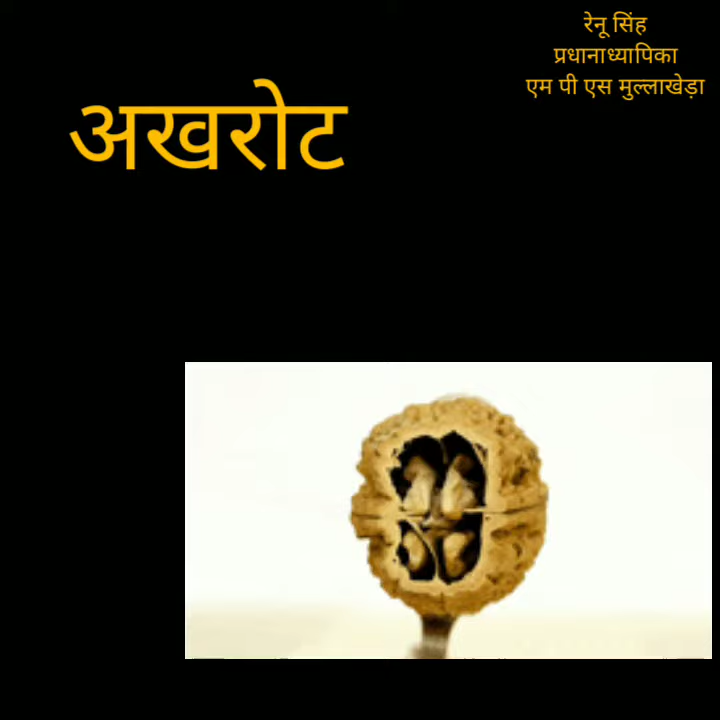 रेनू सिंह
प्रधानाध्यापिका
एम पी एस मुल्लाखेड़ा
अखरोट